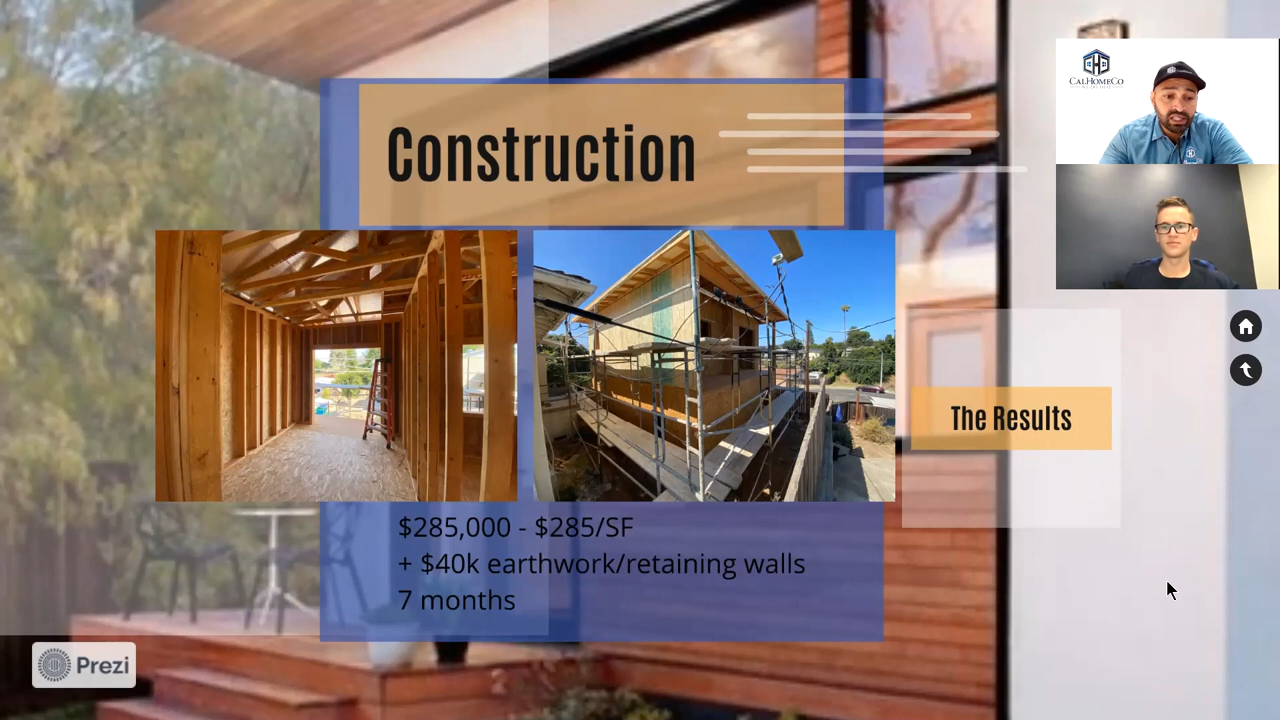 Construction
CALHOMECO
$285,000 - $285/SF
+ $40k earthwork/retaining walls
7 months
The Results
Prezi